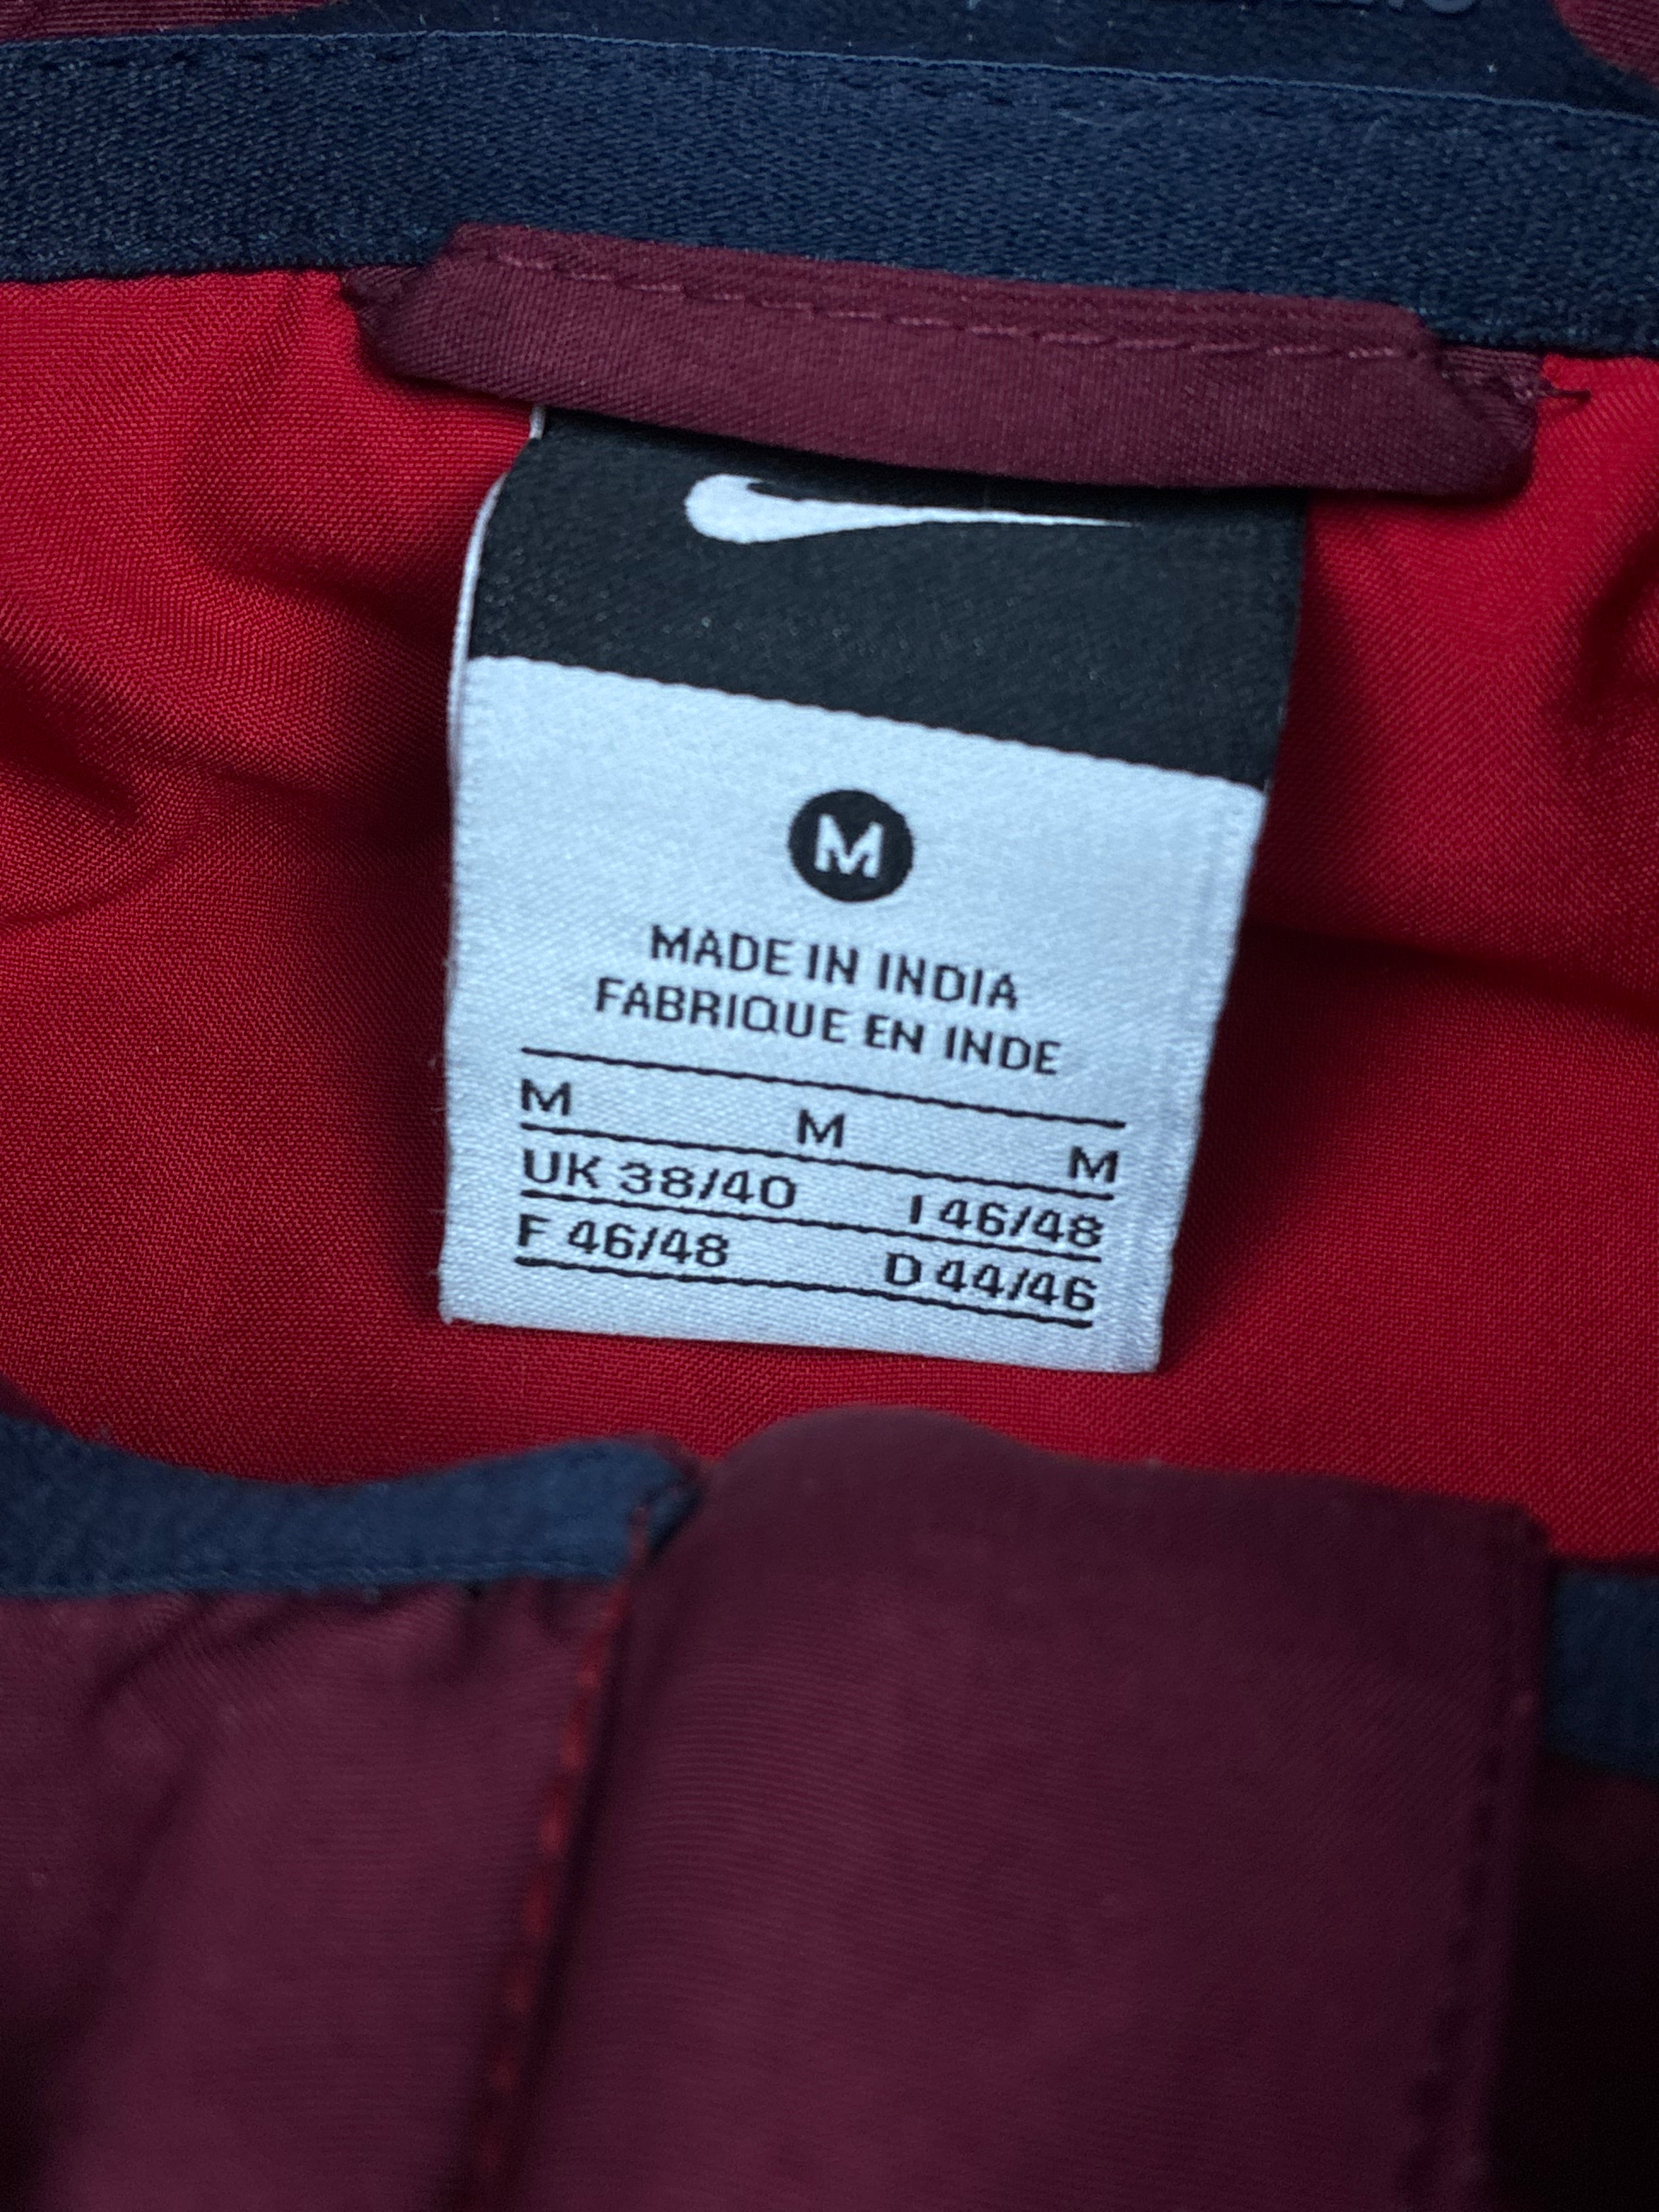 M
MADE IN INDIA
FABRIQUE EN INDE
M M M
UK 38/40 I 46/48
F 46/48 D 44/46